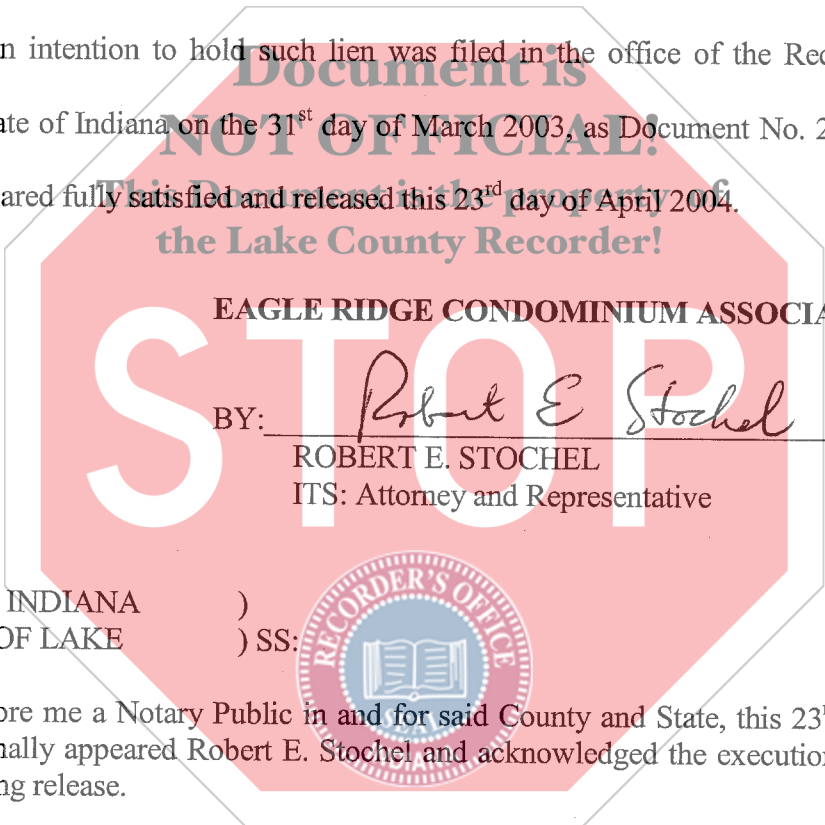 n intention to hold such lien was filed in the office of the Rec
Document is
ate of Indiana on the 31st day of March 2003, as Document No. 2
NOT OFFICIAL!
ared fully satisfied and released this 23rd day of April 2004.
This Document is the property of
the Lake County Recorder!
EAGLE RIDGE CONDOMINIUM ASSOCIA
STOP
BY: Robert E Stochel
ROBERT E. STOCHEL
ITS: Attorney and Representative
INDIANA )
OF LAKE ) SS:
RECORDER'S OFFICE
SEAL
INDIANA
ore me a Notary Public in and for said County and State, this 23r
nally appeared Robert E. Stochel and acknowledged the execution
ng release.